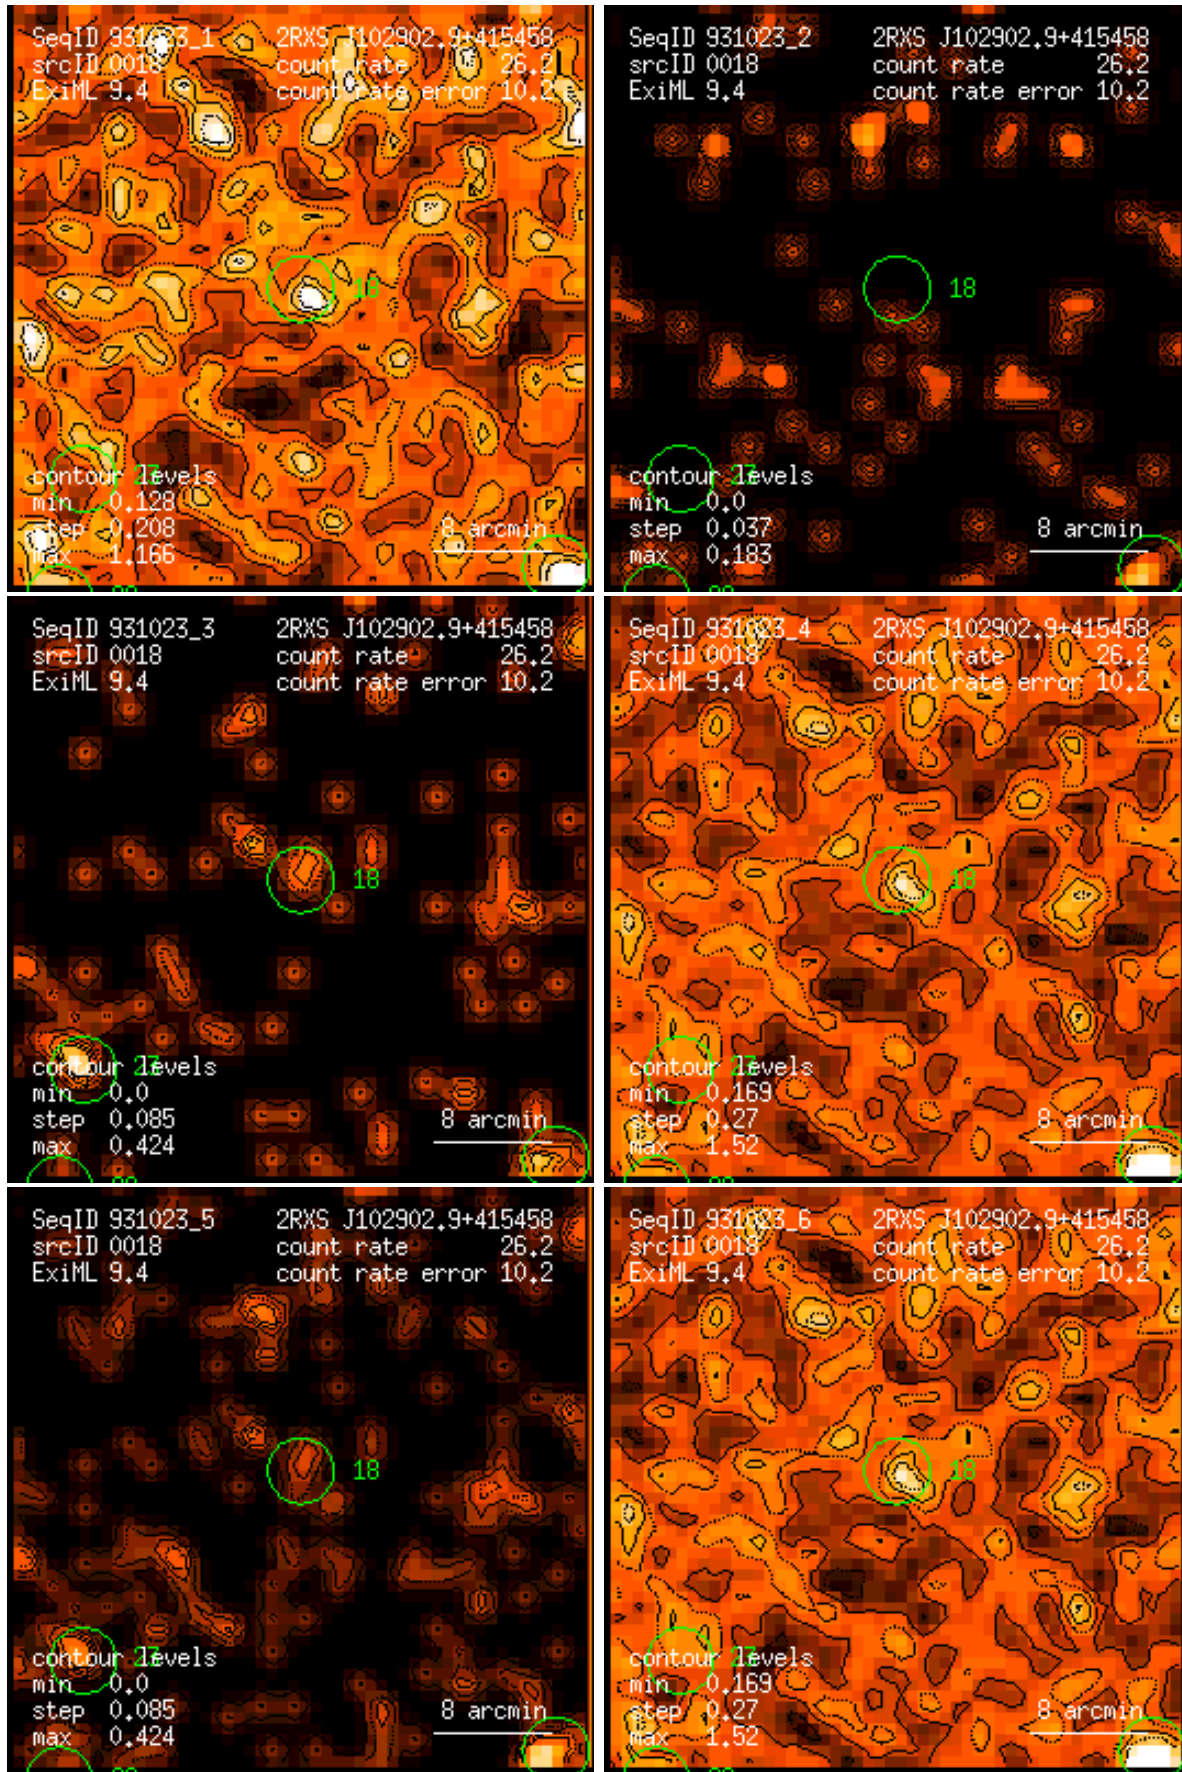 SeqID 931023_1 2RXS J102902.9+415458
srcID 0018 count rate 26.2
ExiML 9.4 count rate error 10.2
18
contour levels 23
min 0.128
step 0.208 8 arcmin
max 1.166
SeqID 931023_2 2RXS J102902.9+415458
srcID 0018 count rate 26.2
ExiML 9.4 count rate error 10.2
18
contour levels 23
min 0.0
step 0.037 8 arcmin
max 0.183
SeqID 931023_3 2RXS J102902.9+415458
srcID 0018 count rate 26.2
ExiML 9.4 count rate error 10.2
18
contour levels 23
min 0.0
step 0.085 8 arcmin
max 0.424
SeqID 931023_4 2RXS J102902.9+415458
srcID 0018 count rate 26.2
ExiML 9.4 count rate error 10.2
18
contour levels 23
min 0.169
step 0.27 8 arcmin
max 1.52
SeqID 931023_5 2RXS J102902.9+415458
srcID 0018 count rate 26.2
ExiML 9.4 count rate error 10.2
18
contour levels 23
min 0.0
step 0.085 8 arcmin
max 0.424
SeqID 931023_6 2RXS J102902.9+415458
srcID 0018 count rate 26.2
ExiML 9.4 count rate error 10.2
18
contour levels 23
min 0.169
step 0.27 8 arcmin
max 1.52